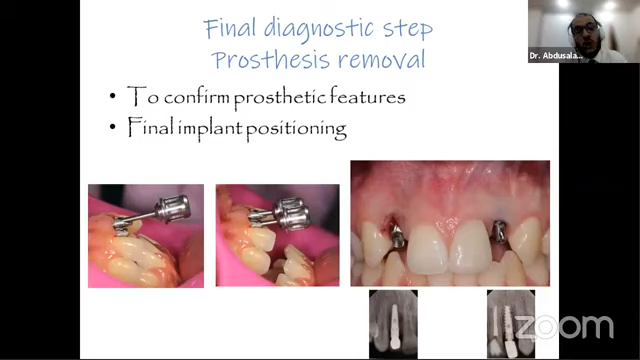 Final diagnostic step
Prosthesis removal
• To confirm prosthetic features
• Final implant positioning
Dr. Abdusala...
zoom